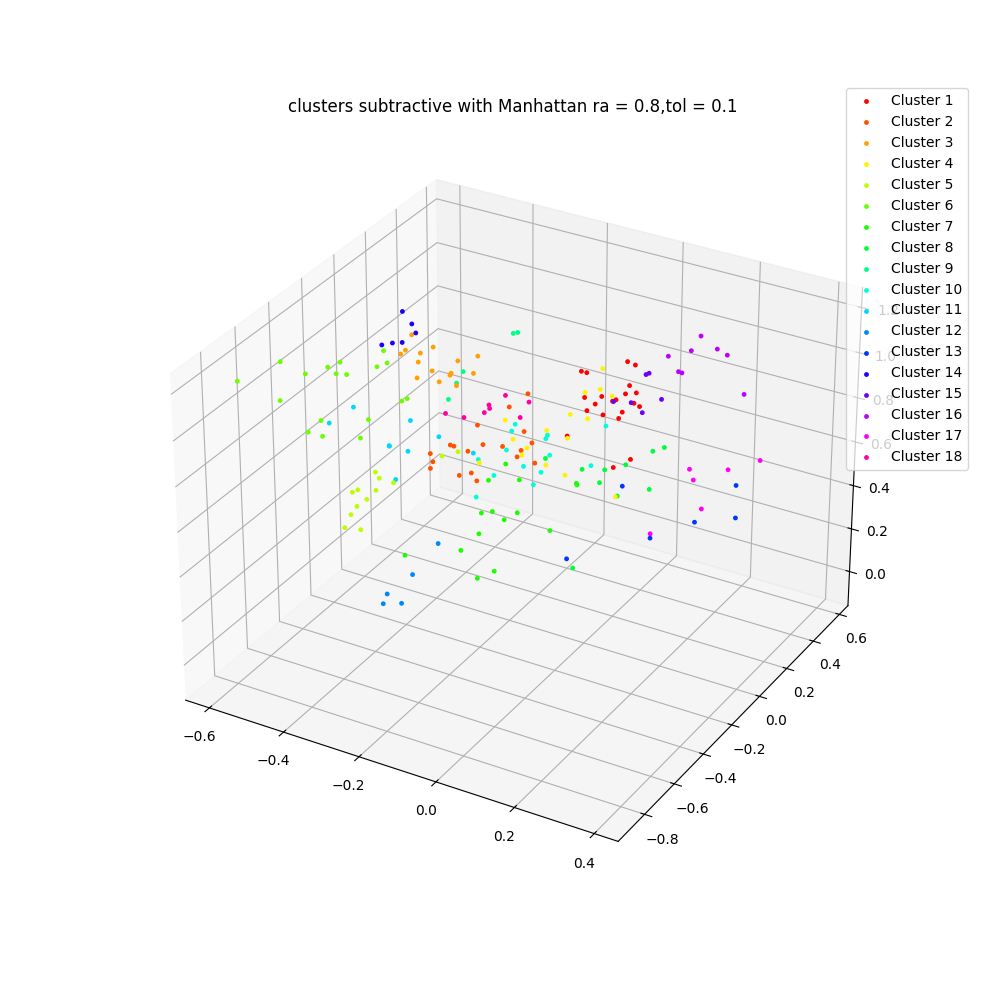 clusters subtractive with Manhattan ra = 0.8,tol = 0.1
Cluster 1
Cluster 2
Cluster 3
Cluster 4
Cluster 5
Cluster 6
Cluster 7
Cluster 8
Cluster 9
Cluster 10
Cluster 11
Cluster 12
Cluster 13
Cluster 14
Cluster 15
Cluster 16
Cluster 17
Cluster 18
1.0
0.8
0.6
0.4
0.2
0.0
0.6
0.4
0.2
0.0
−0.2
−0.4
−0.6
−0.8
−0.6
−0.4
−0.2
0.0
0.2
0.4